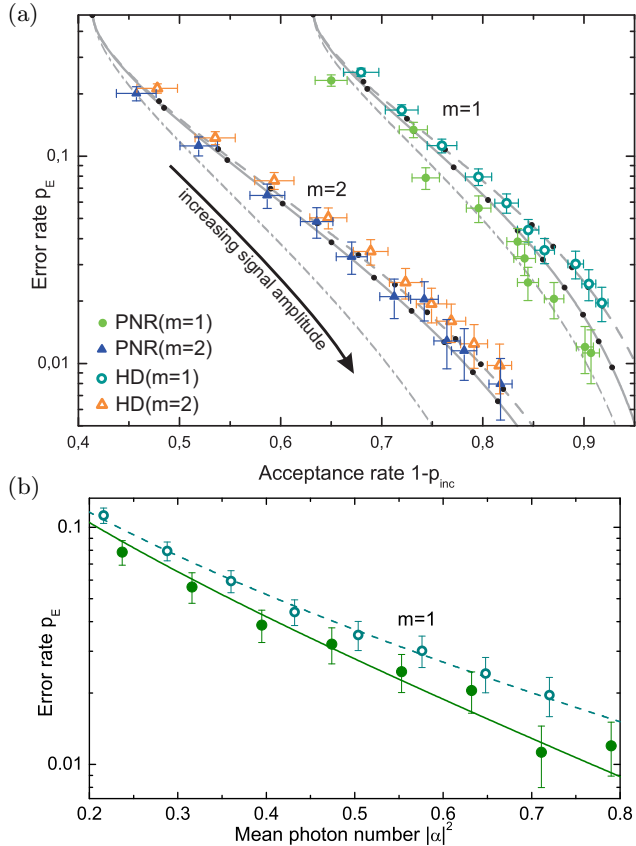 (a)
0.1
0.01
Error rate p_E
m=1
m=2
increasing signal amplitude
PNR(m=1)
PNR(m=2)
HD(m=1)
HD(m=2)
0,4 0,5 0,6 0,7 0,8 0,9
Acceptance rate 1-p_inc
(b)
0.1
0.01
Error rate p_E
m=1
0.2 0.3 0.4 0.5 0.6 0.7 0.8
Mean photon number |α|²